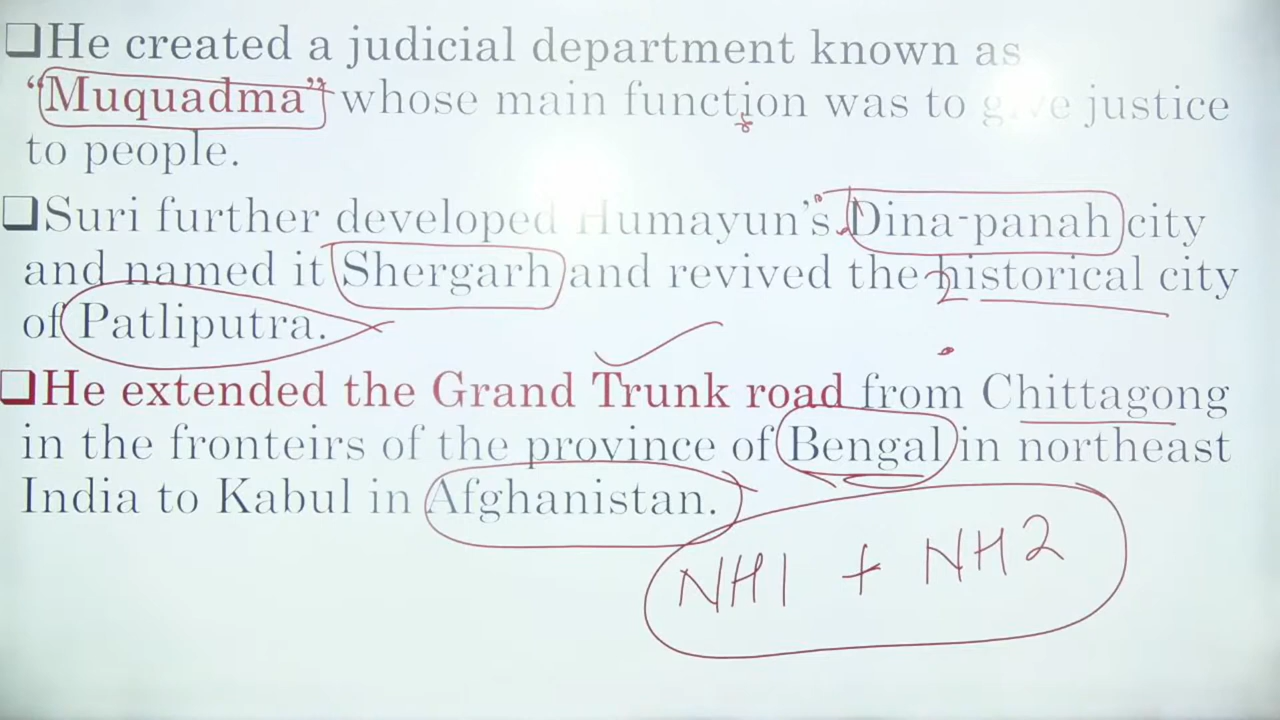 ❑He created a judicial department known as
“Muquadma” whose main function was to give justice
to people.
❑Suri further developed Humayun’s Dina-panah city
and named it Shergarh and revived the historical city
of Patliputra.
❑He extended the Grand Trunk road from Chittagong
in the fronteirs of the province of Bengal in northeast
India to Kabul in Afghanistan.
NH1 + NH2